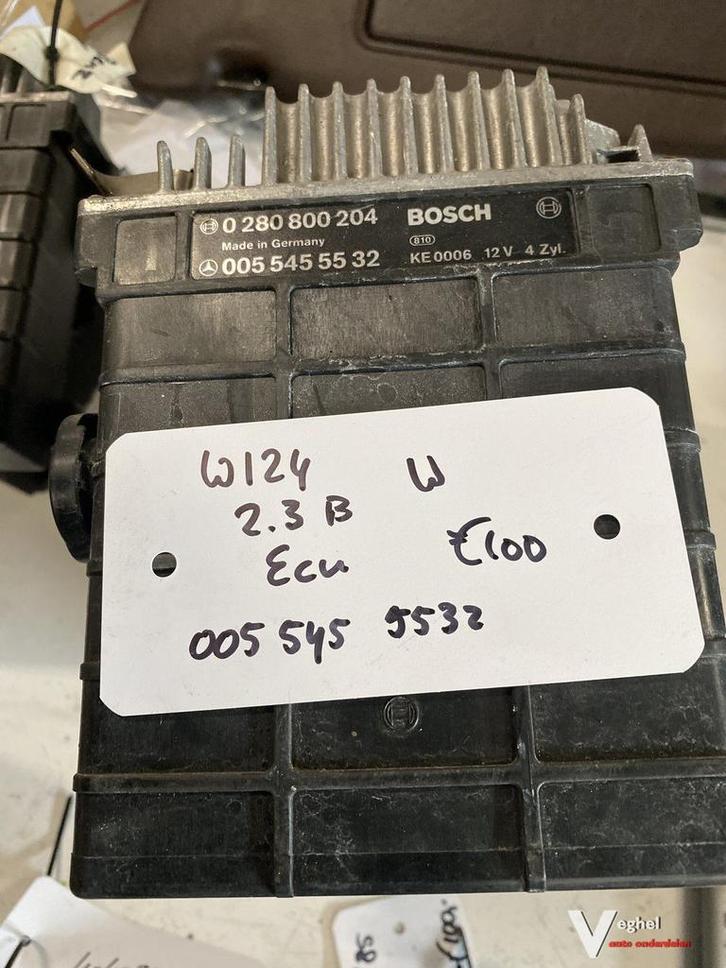 0 280 800 204 BOSCH
Made in Germany 810
005 545 55 32 KE 0006 12 V 4 Zyl.
W124 W
2.3 B
Ecu €100
005 545 5532
Veghel
auto onderdelen